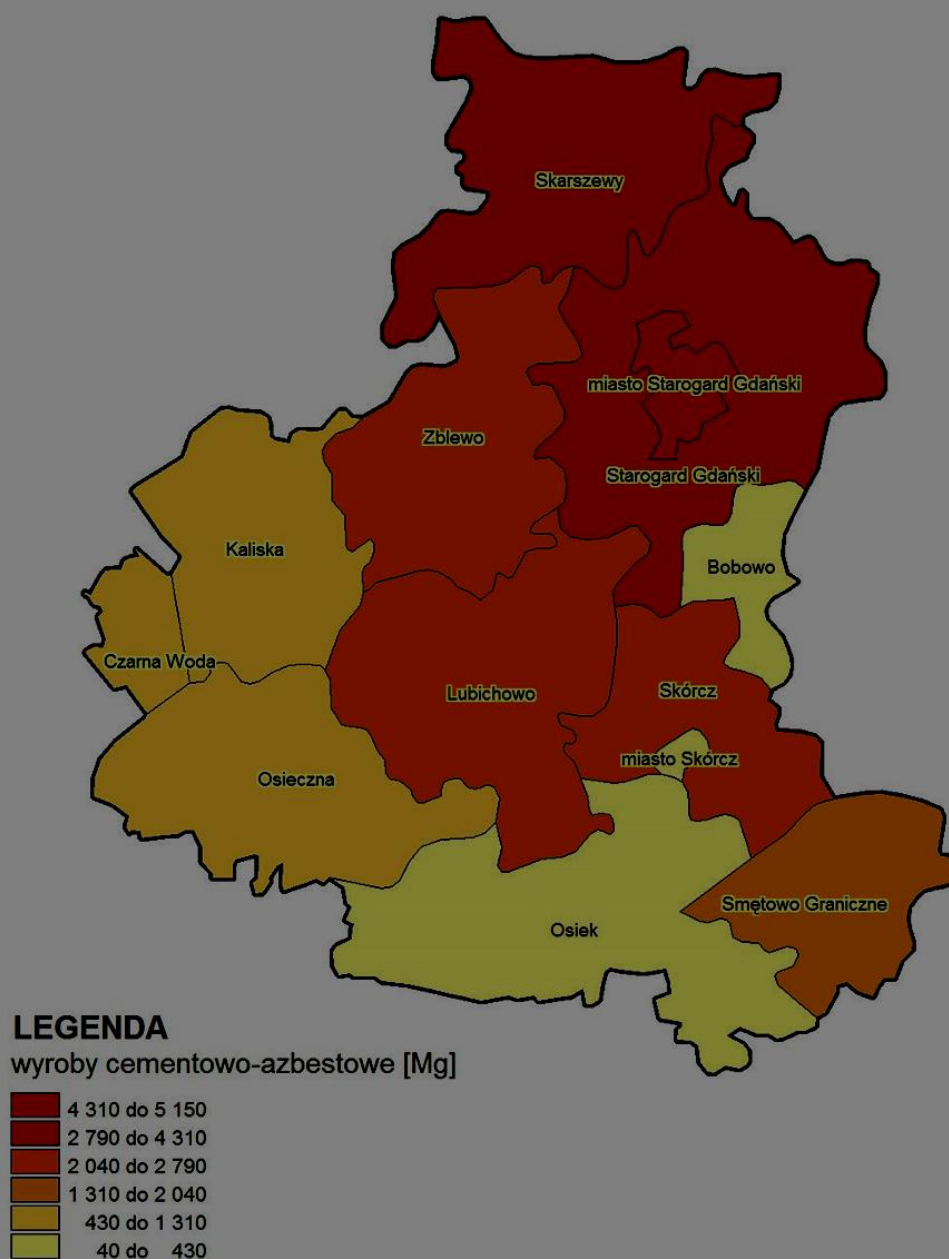 Skarszewy
miasto Starogard Gdański
Zblewo
Starogard Gdański
Kaliska
Bobowo
Czarna Woda
Lubichowo
Skórcz
miasto Skórcz
Osieczna
Smętowo Graniczne
Osiek
LEGENDA
wyroby cementowo-azbestowe [Mg]
4 310 do 5 150
2 790 do 4 310
2 040 do 2 790
1 310 do 2 040
430 do 1 310
40 do 430